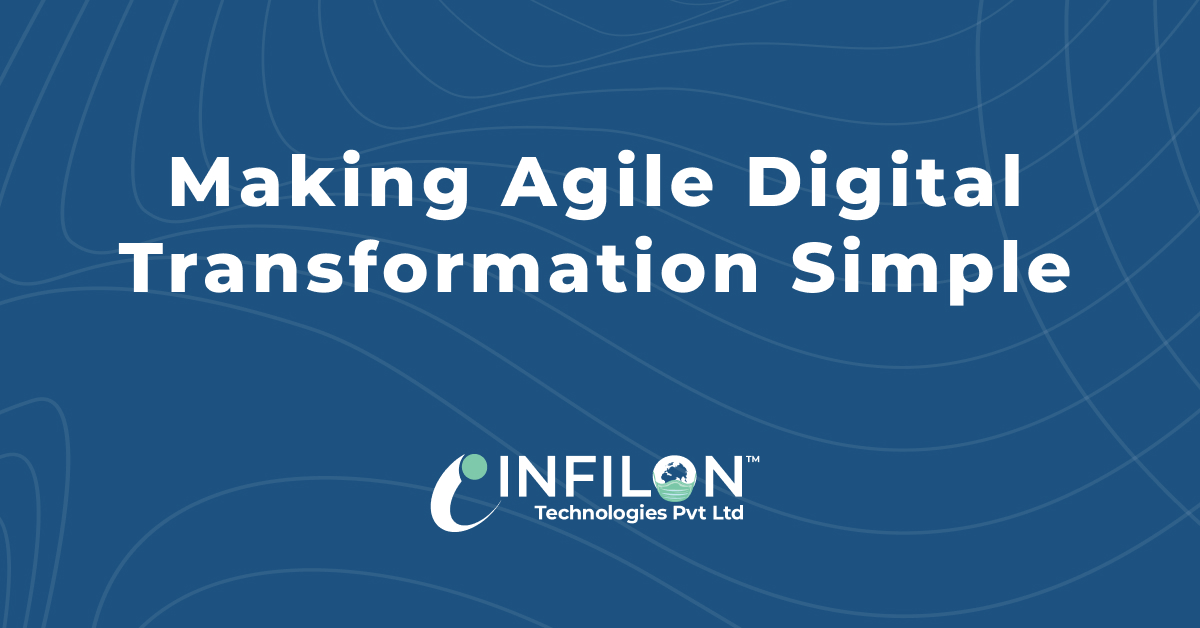 Making Agile Digital
Transformation Simple
INFILON™
Technologies Pvt Ltd